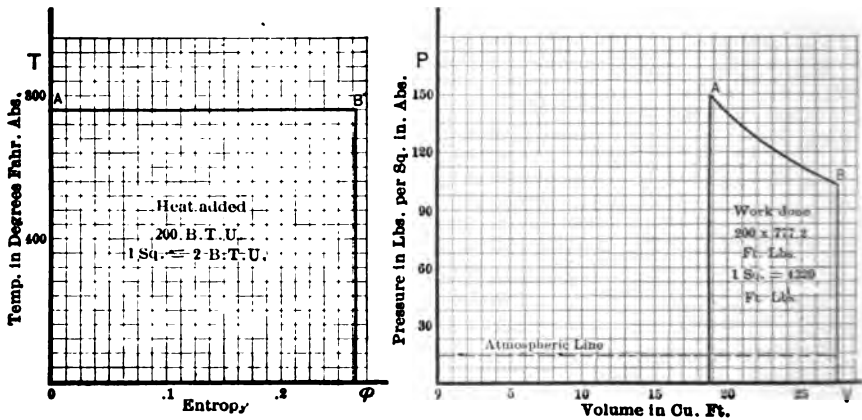 T
Temp. in Degrees Fahr. Abs.
800
400
A
B
Heat added
200 B.T.U.
1 Sq. = 2 B.T.U.
0
.1
.2
Φ
Entropy
P
Pressure in Lbs. per Sq. in. Abs.
150
120
90
60
30
A
B
Work done
200 x 777.2
Ft. Lbs.
1 Sq. = 4320
Ft. Lbs.
Atmospheric Line
0
5
10
15
20
25
V
Volume in Cu. Ft.